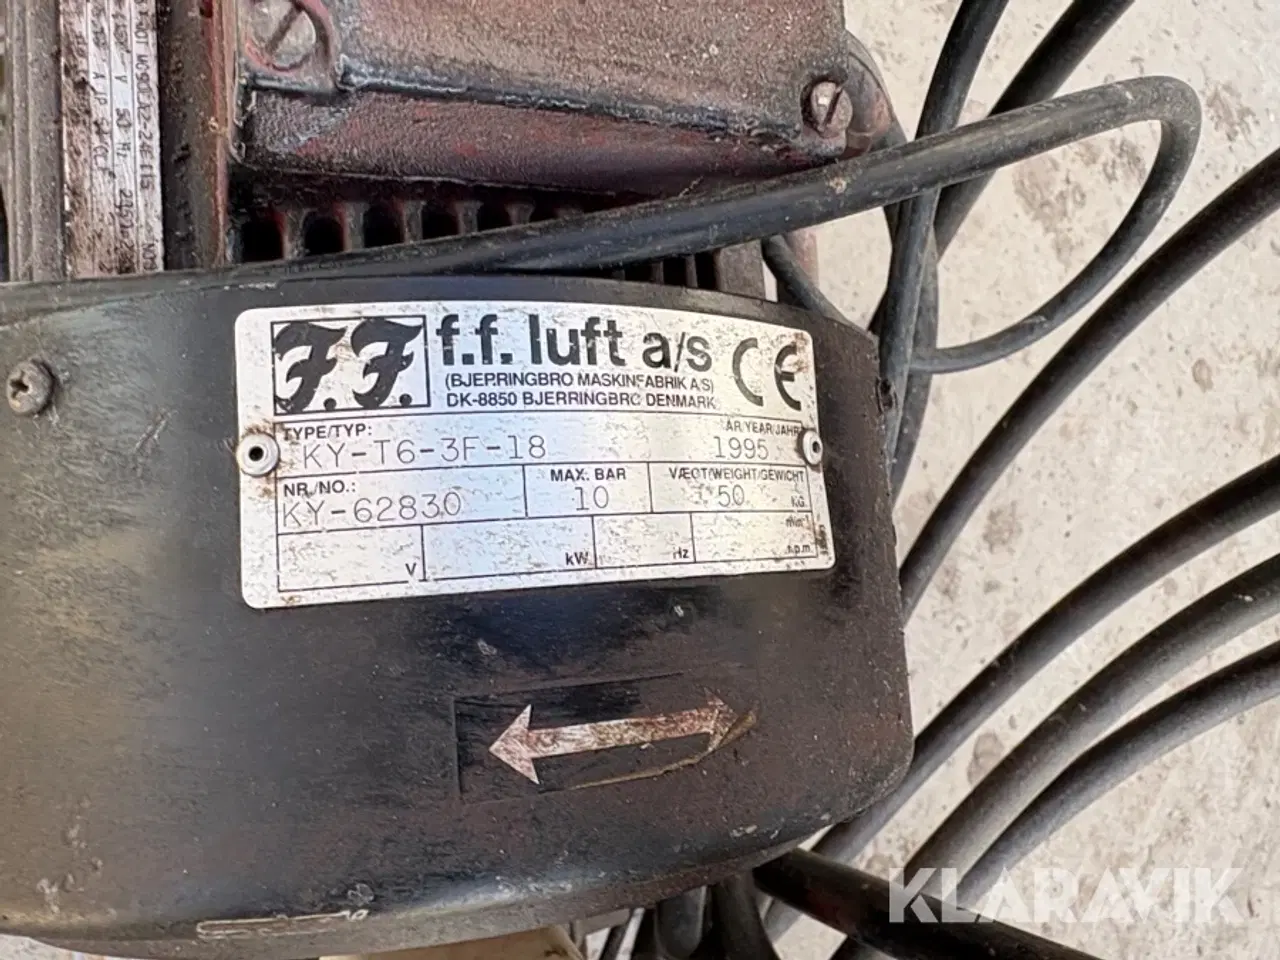 F.F.
f.f. luft a/s
CE
(BJERRINGBRO MASKINFABRIK A/S)
DK-8850 BJERRINGBRO DENMARK
TYPE/TYP:
ÅR/YEAR/JAHR
KY-T6-3F-18
1995
NR./NO.:
MAX. BAR
VÆGT/WEIGHT/GEWICHT
KY-62830
10
50
KG
V
kW
Hz
r.p.m.
KLARAVIK